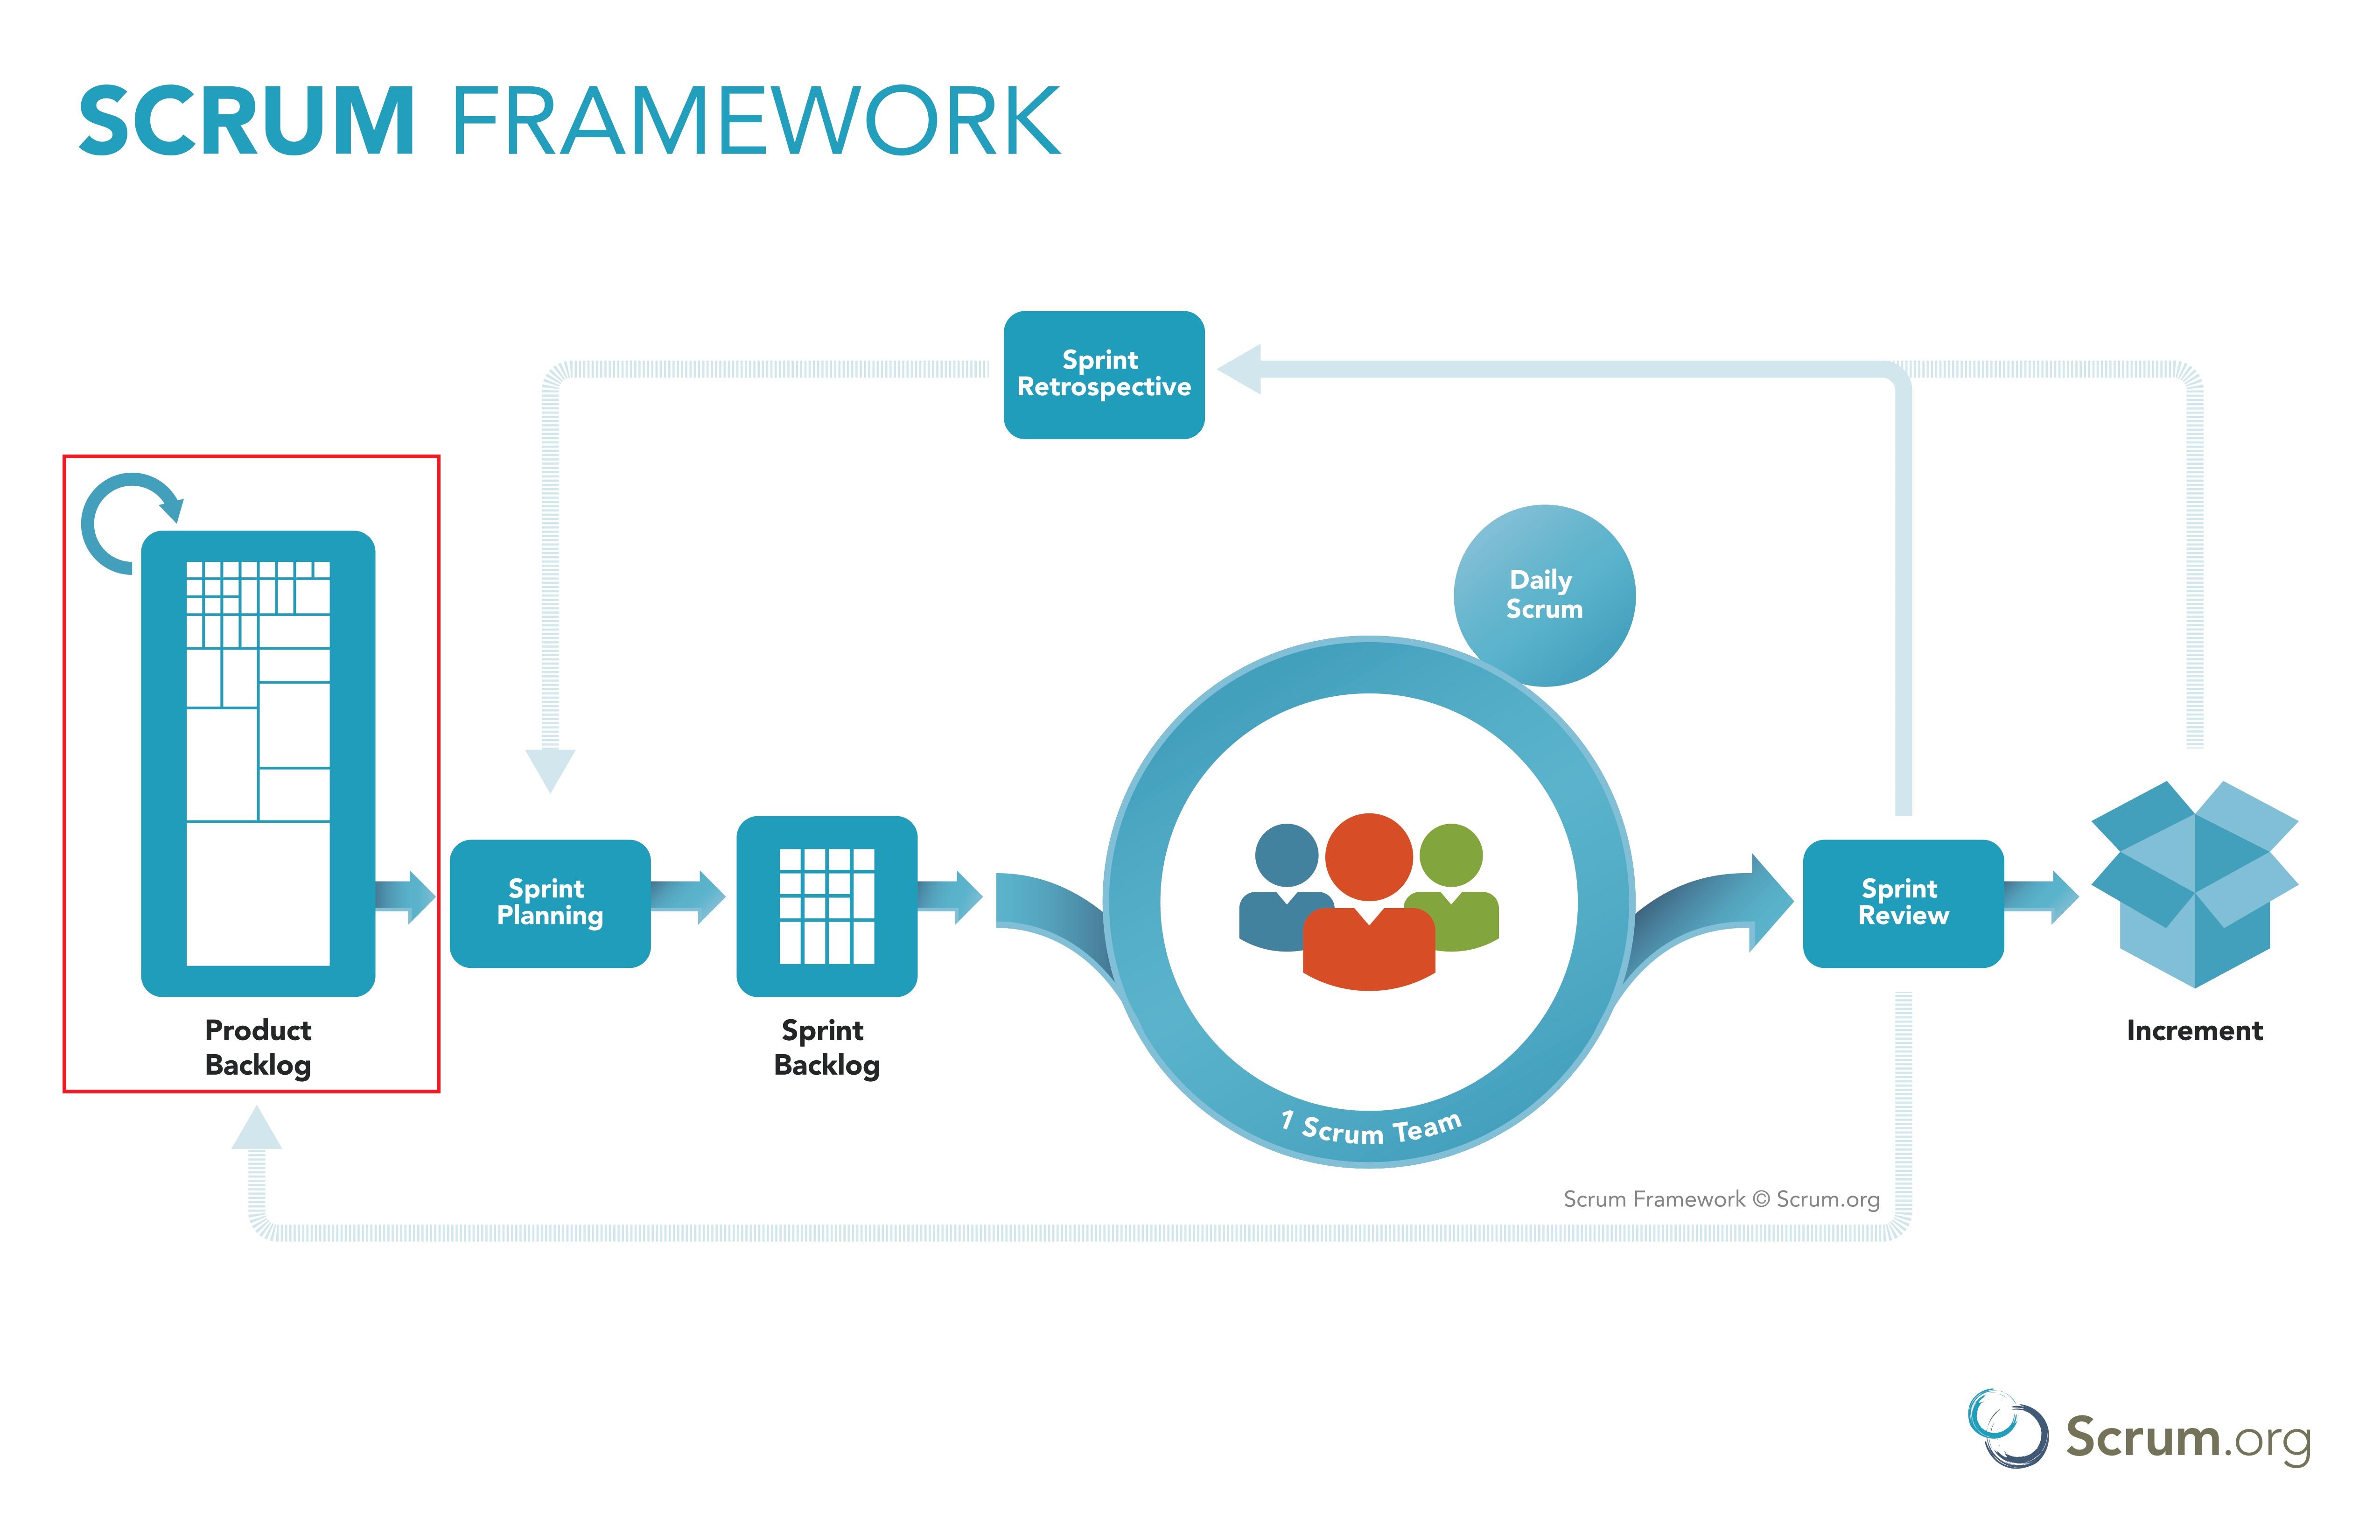 SCRUM FRAMEWORK
Sprint
Retrospective
Daily
Scrum
Sprint
Planning
Sprint
Review
Product
Backlog
Sprint
Backlog
Increment
1 Scrum Team
Scrum Framework © Scrum.org
Scrum.org